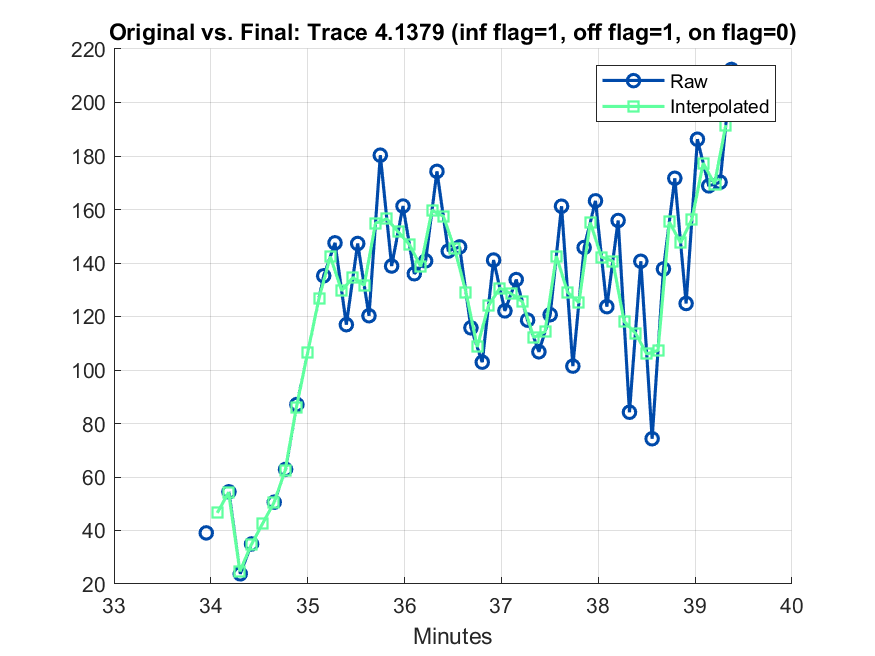 Original vs. Final: Trace 4.1379 (inf flag=1, off flag=1, on flag=0)
220
200
180
160
140
120
100
80
60
40
20
Raw
Interpolated
33 34 35 36 37 38 39 40
Minutes